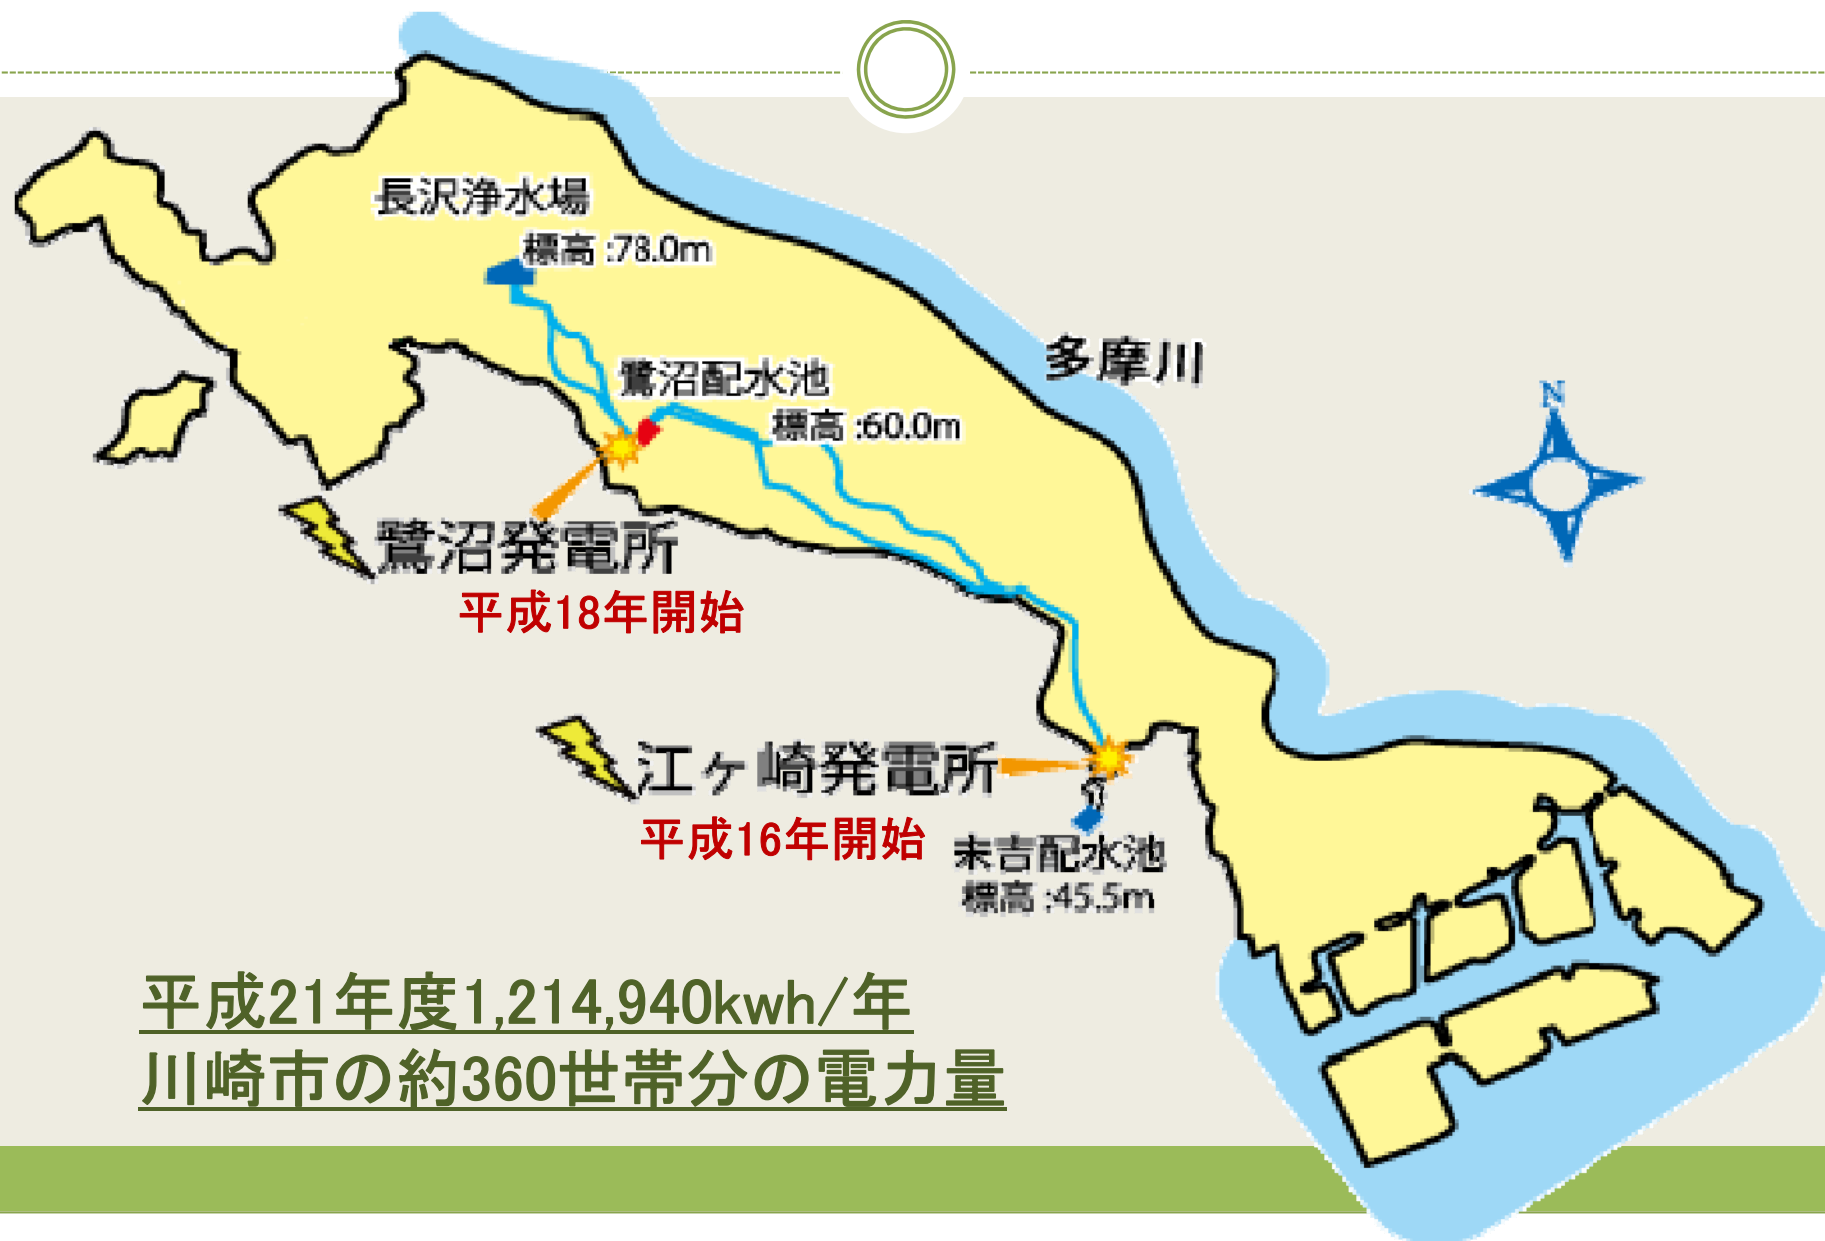 長沢浄水場
標高:78.0m
多摩川
鷺沼配水池
標高:60.0m
N
鷺沼発電所
平成18年開始
江ヶ崎発電所
平成16年開始
末吉配水池
標高:45.5m
平成21年度1,214,940kwh/年
川崎市の約360世帯分の電力量